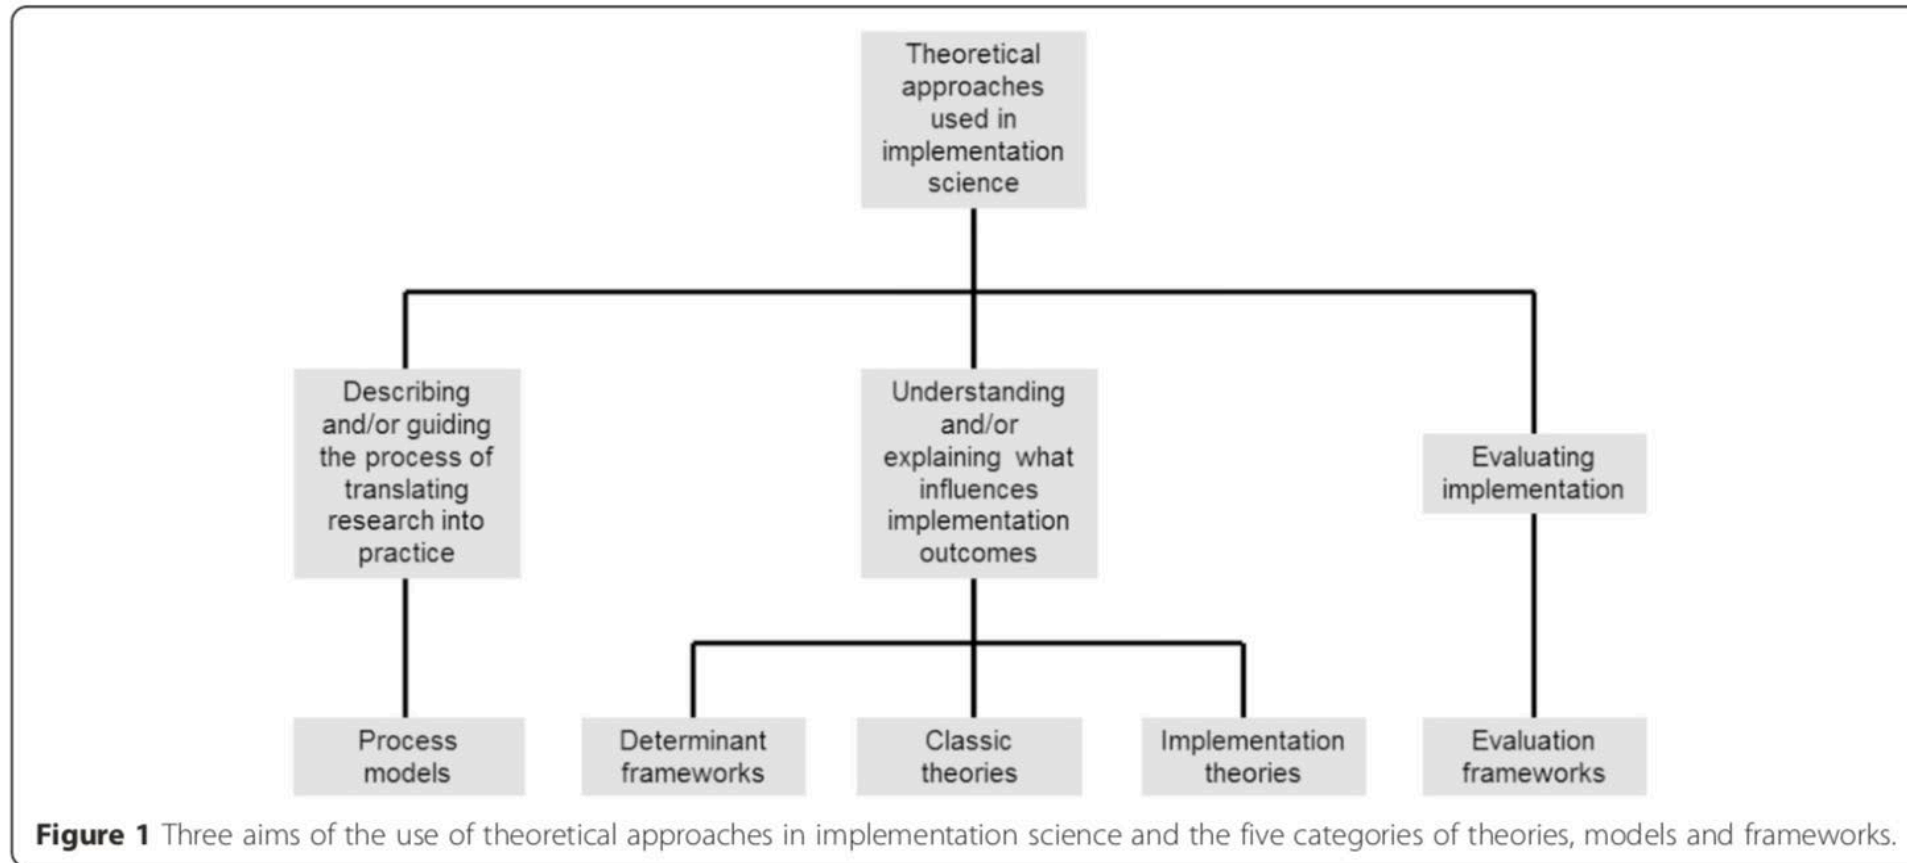 Theoretical
approaches
used in
implementation
science
Describing
and/or guiding
the process of
translating
research into
practice
Understanding
and/or
explaining what
influences
implementation
outcomes
Evaluating
implementation
Process
models
Determinant
frameworks
Classic
theories
Implementation
theories
Evaluation
frameworks
Figure 1 Three aims of the use of theoretical approaches in implementation science and the five categories of theories, models and frameworks.